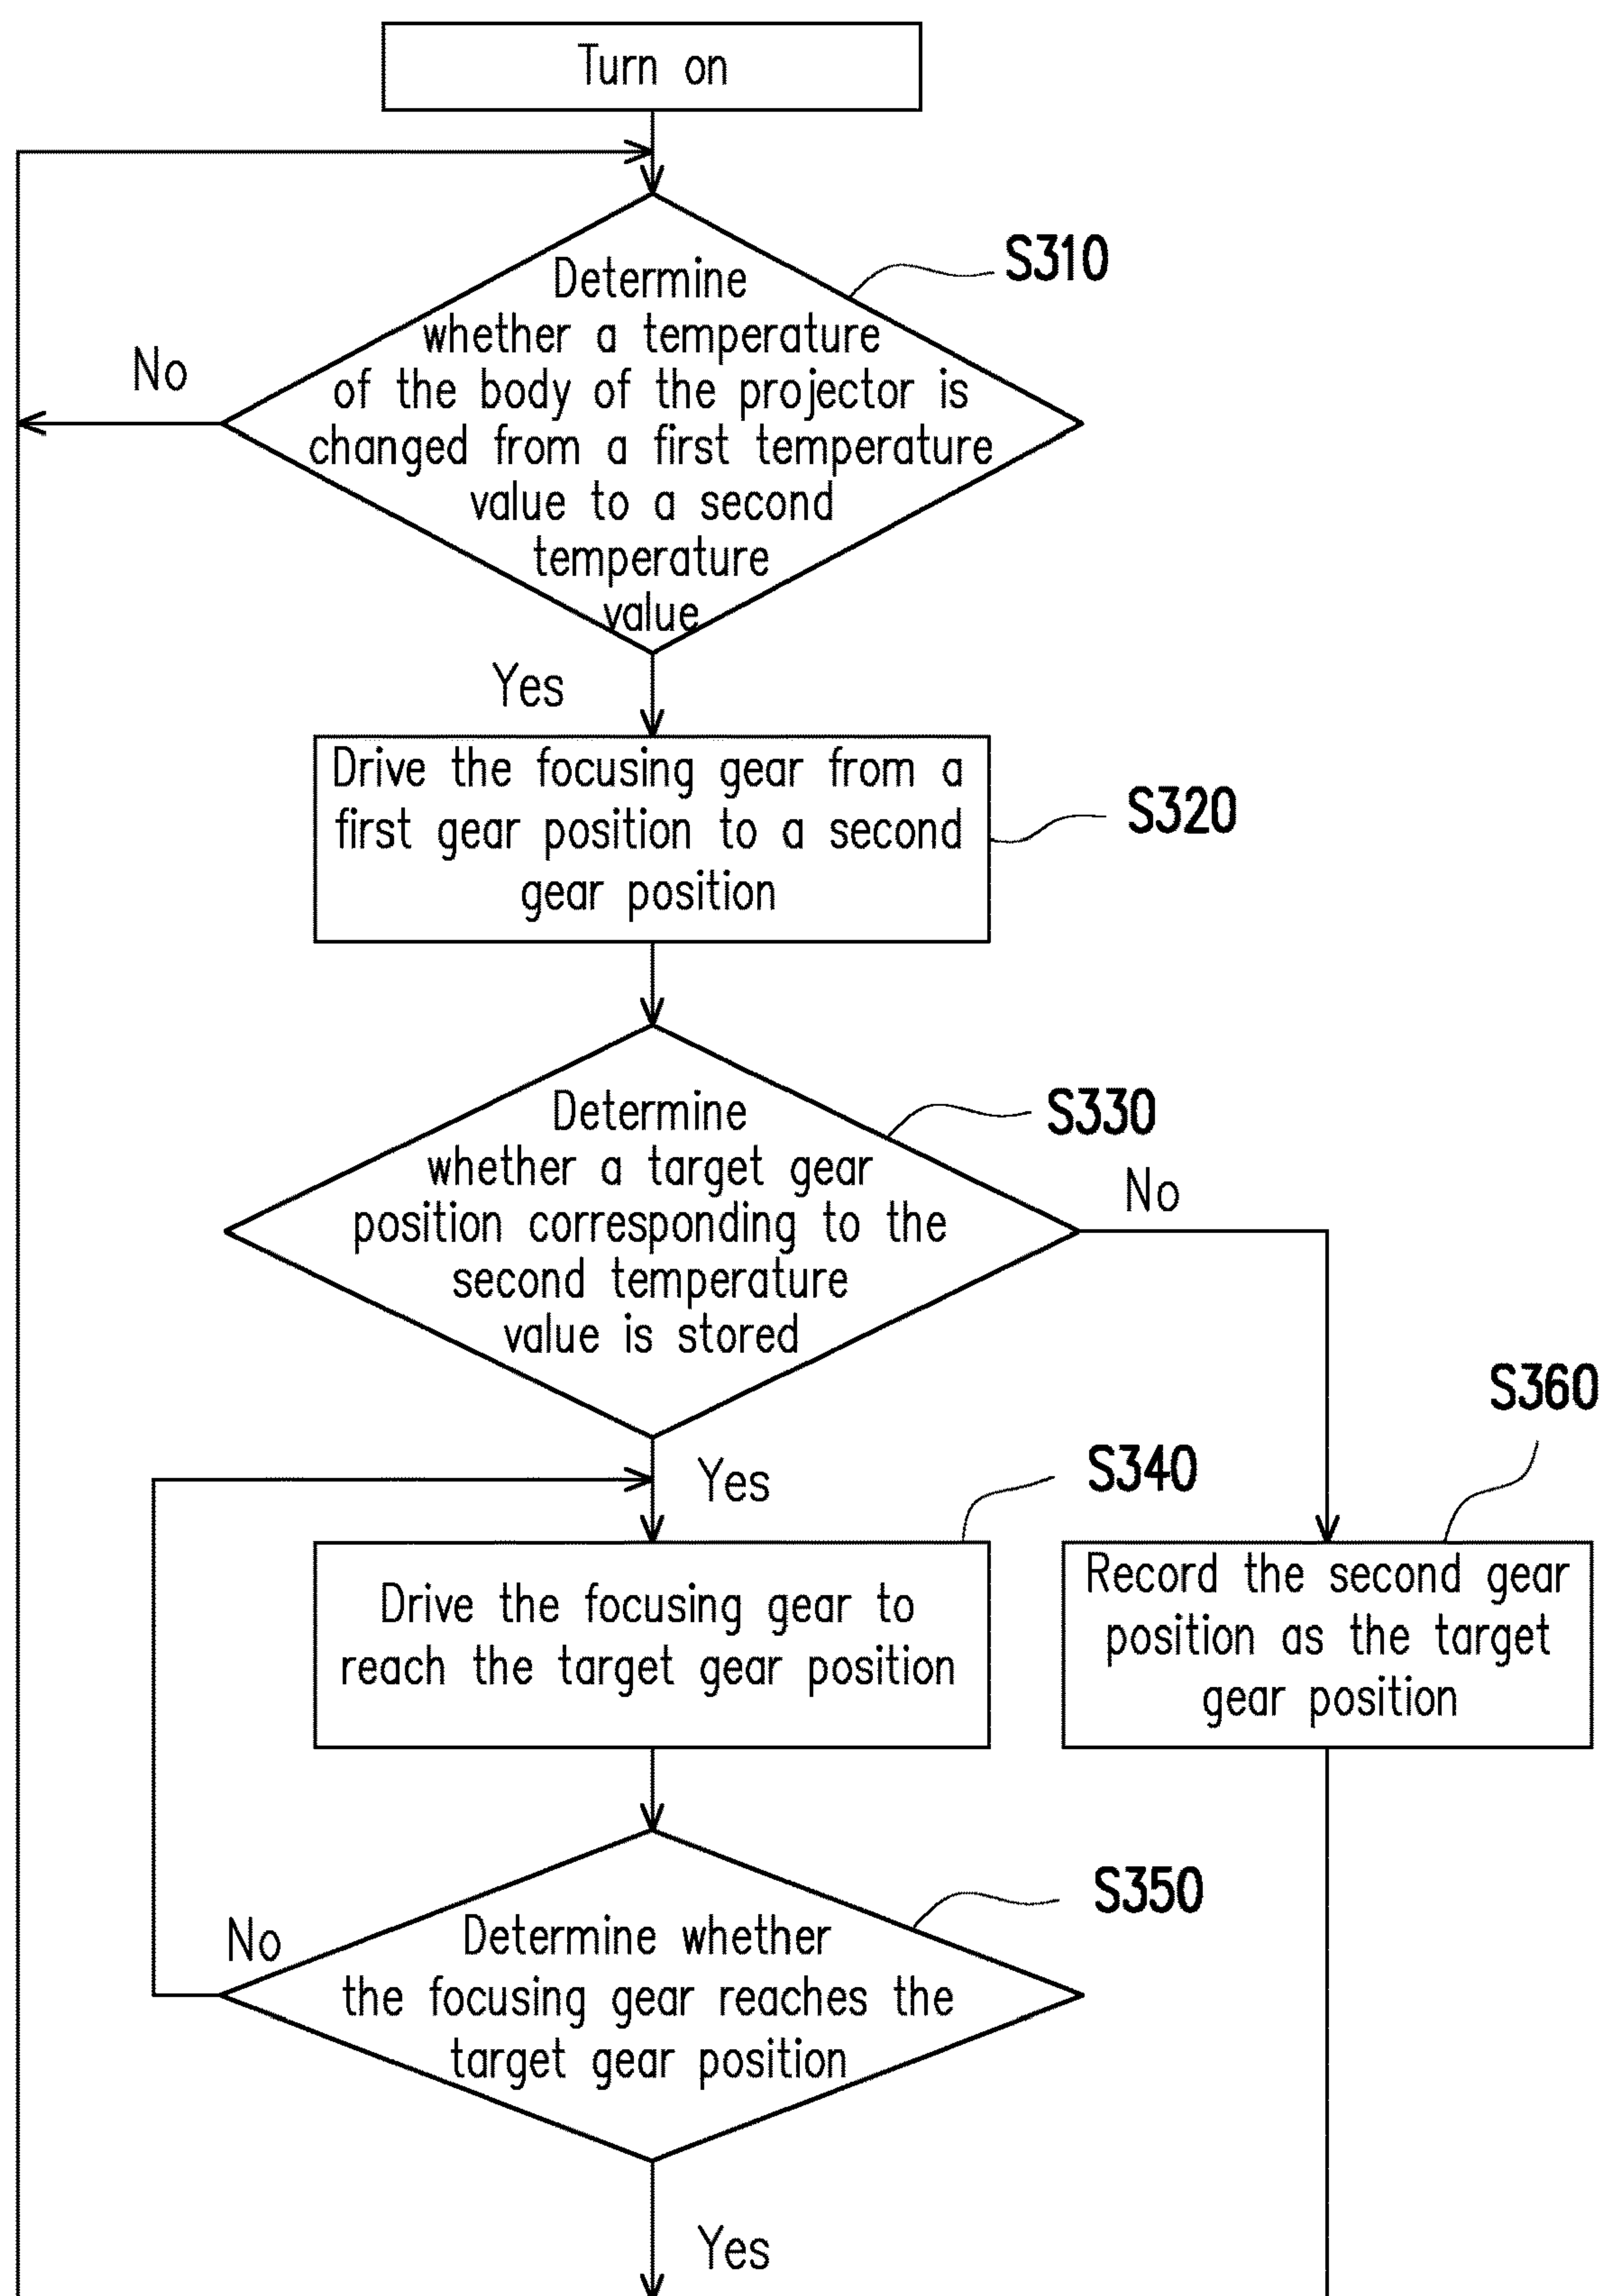 Turn on
S310
Determine
whether a temperature
of the body of the projector is
changed from a first temperature
value to a second
temperature
value
No
Yes
Drive the focusing gear from a
first gear position to a second
gear position
S320
Determine
whether a target gear
position corresponding to the
second temperature
value is stored
S330
No
Yes
S340
S360
Drive the focusing gear to
reach the target gear position
Record the second gear
position as the target
gear position
S350
No
Determine whether
the focusing gear reaches the
target gear position
Yes